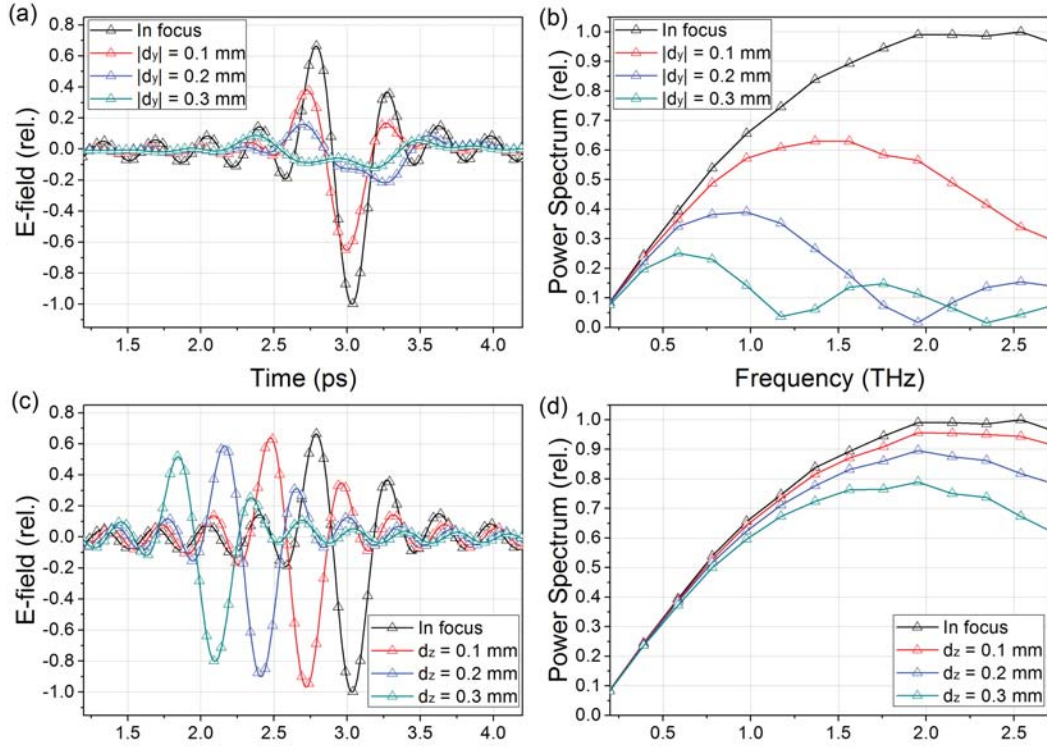 (a)
In focus
|dy| = 0.1 mm
|dy| = 0.2 mm
|dy| = 0.3 mm
E-field (rel.)
0.8
0.6
0.4
0.2
0.0
-0.2
-0.4
-0.6
-0.8
-1.0
1.5 2.0 2.5 3.0 3.5 4.0
Time (ps)
(b)
In focus
|dy| = 0.1 mm
|dy| = 0.2 mm
|dy| = 0.3 mm
Power Spectrum (rel.)
1.0
0.9
0.8
0.7
0.6
0.5
0.4
0.3
0.2
0.1
0.0
0.5 1.0 1.5 2.0 2.5
Frequency (THz)
(c)
E-field (rel.)
0.8
0.6
0.4
0.2
0.0
-0.2
-0.4
-0.6
-0.8
-1.0
In focus
dz = 0.1 mm
dz = 0.2 mm
dz = 0.3 mm
1.5 2.0 2.5 3.0 3.5 4.0
(d)
Power Spectrum (rel.)
1.0
0.9
0.8
0.7
0.6
0.5
0.4
0.3
0.2
0.1
0.0
In focus
dz = 0.1 mm
dz = 0.2 mm
dz = 0.3 mm
0.5 1.0 1.5 2.0 2.5